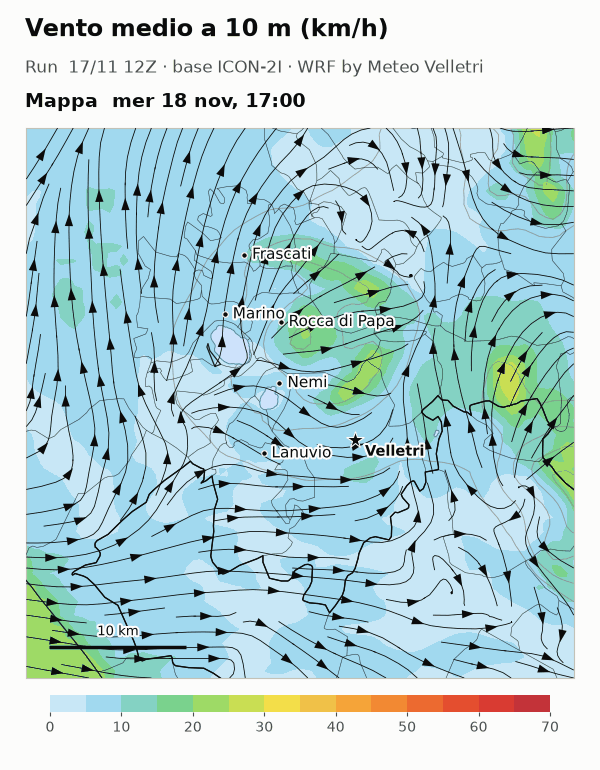 Vento medio a 10 m (km/h)
Run  17/11 12Z · base ICON-2I · WRF by Meteo Velletri
Mappa  mer 18 nov, 17:00
Frascati
Marino
Rocca di Papa
Nemi
Velletri
Lanuvio
10 km
0 10 20 30 40 50 60 70